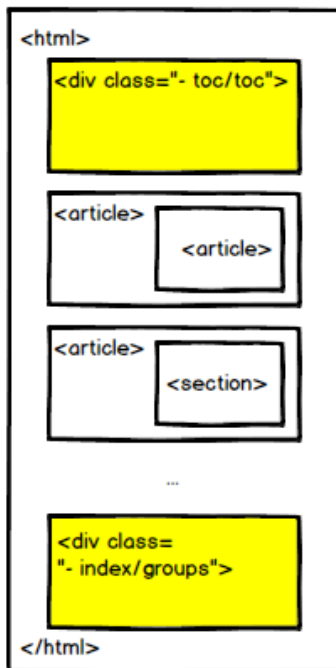 <html>
<div class="- toc/toc">
<article>
<article>
<article>
<section>
...
<div class=
"- index/groups">
</html>